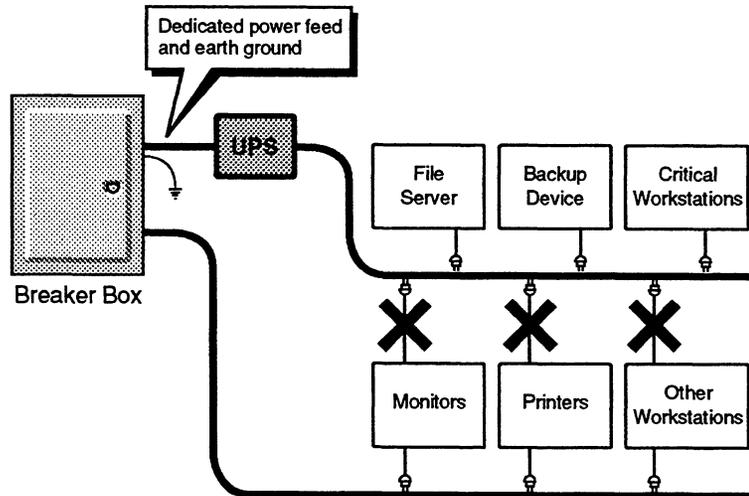 Dedicated power feed
and earth ground
UPS
File
Server
Backup
Device
Critical
Workstations
Breaker Box
Monitors
Printers
Other
Workstations